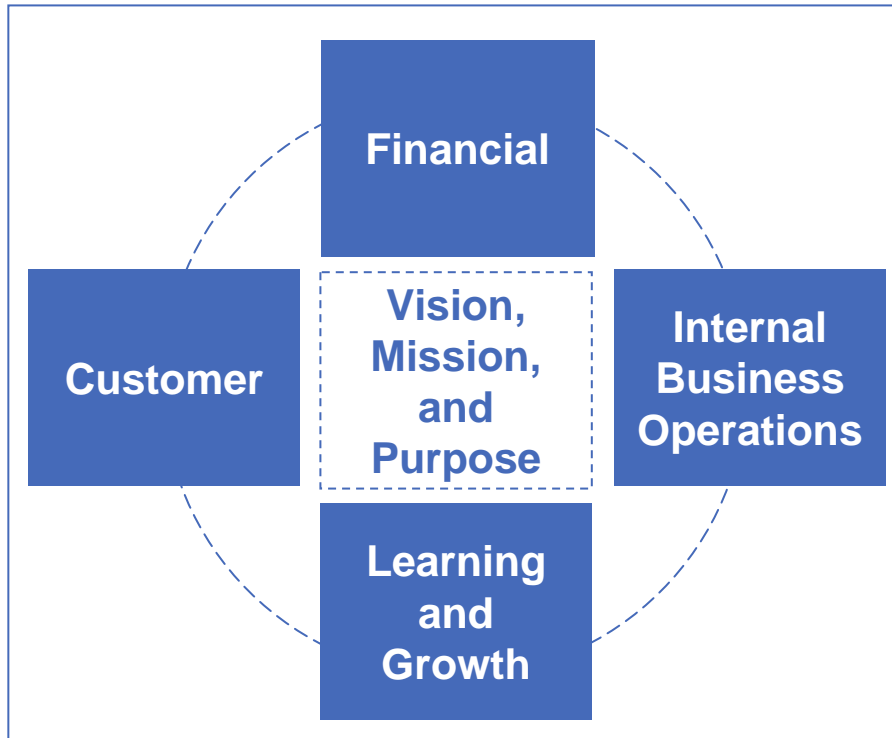 Financial
Customer
Vision,
Mission,
and
Purpose
Internal
Business
Operations
Learning
and
Growth